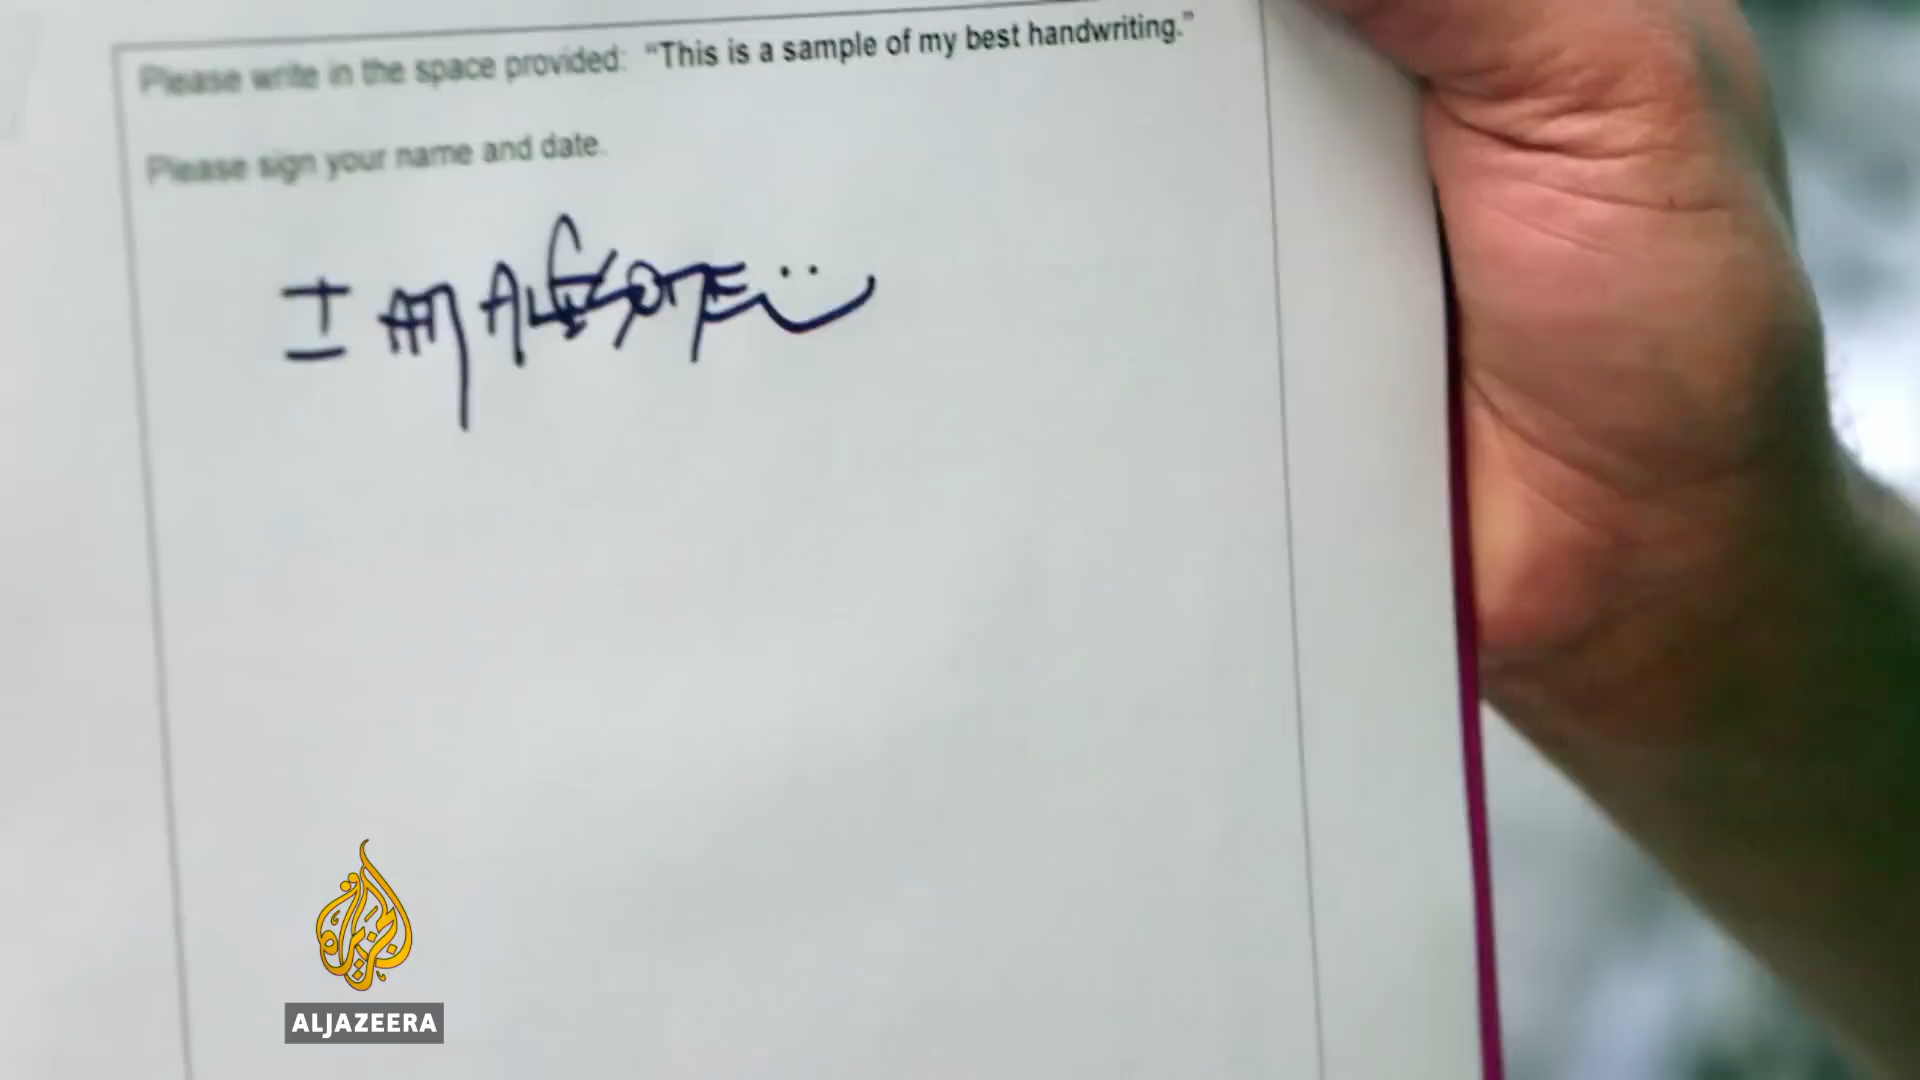 Please write in the space provided: “This is a sample of my best handwriting.”
Please sign your name and date.
I AM AWESOME
الجزيرة
ALJAZEERA